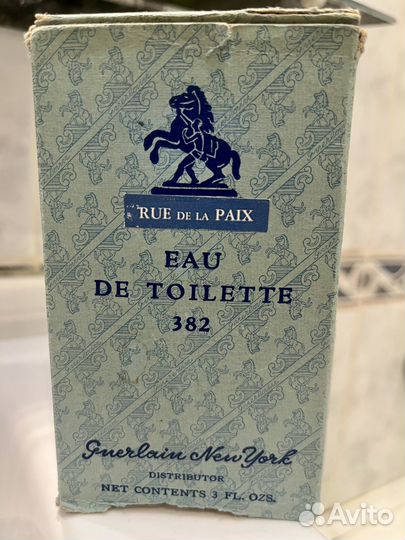 RUE DE LA PAIX
EAU
DE TOILETTE
382
Guerlain New York
DISTRIBUTOR
NET CONTENTS 3 FL. OZS.
Avito